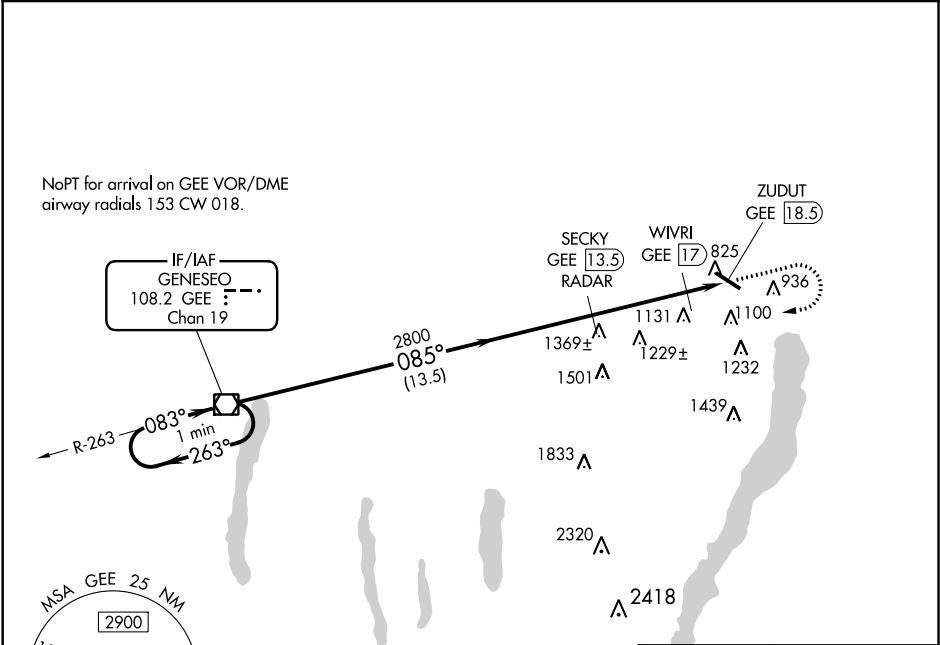 NoPT for arrival on GEE VOR/DME
airway radials 153 CW 018.
ZUDUT
GEE 18.5
SECKY
GEE 13.5
RADAR
WIVRI
GEE 17
825
936
IF/IAF
GENESEO
108.2 GEE
Chan 19
1131
1100
1369±
1229±
1232
2800
085°
(13.5)
1501
1439
083°
1 min
R-263
263°
1833
2320
2418
MSA GEE 25 NM
2900